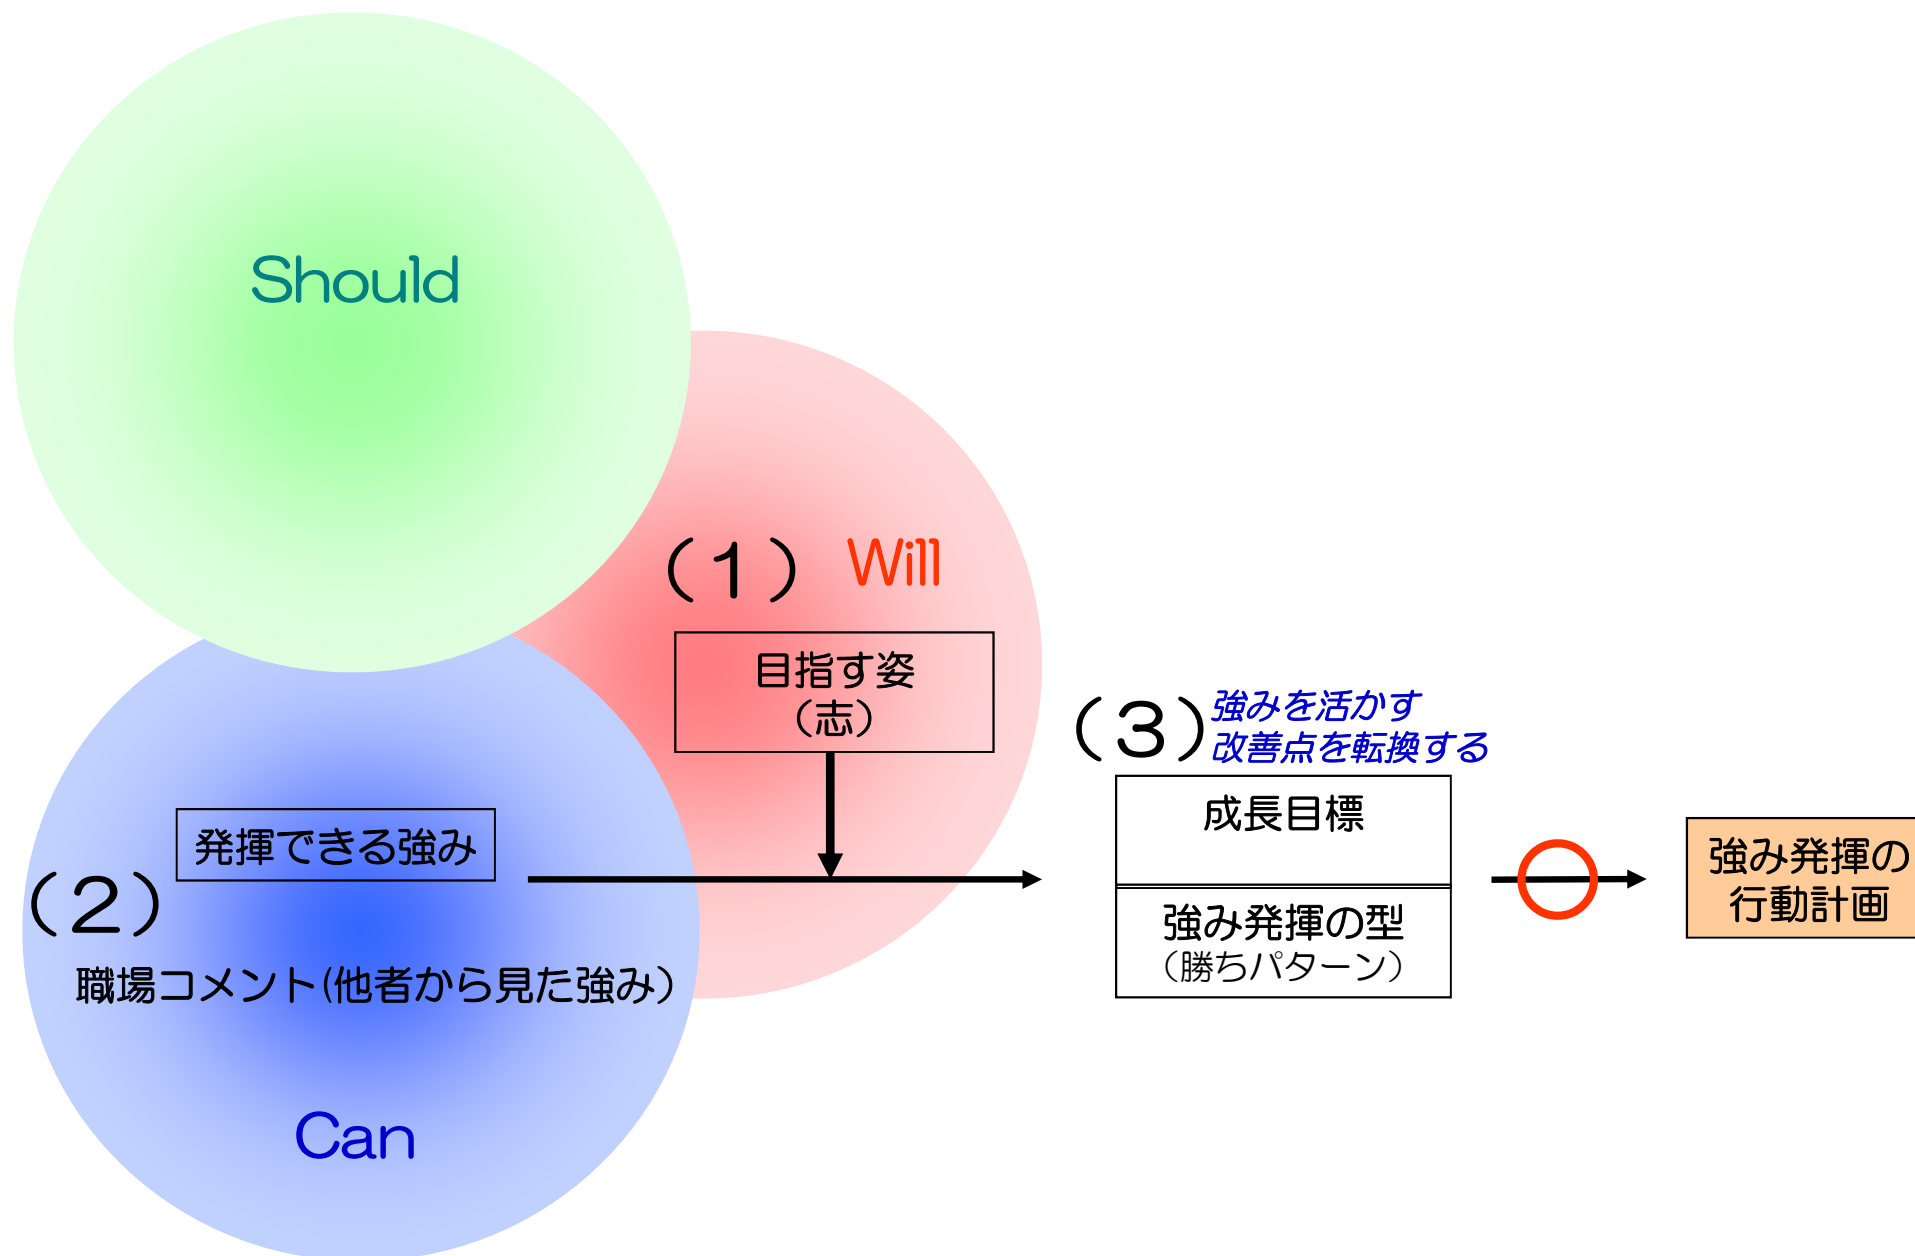 Should
（1） Will
目指す姿
（志）
（3）
強みを活かす
改善点を転換する
成長目標
発揮できる強み
（2）
強み発揮の
行動計画
強み発揮の型
（勝ちパターン）
職場コメント(他者から見た強み）
Can